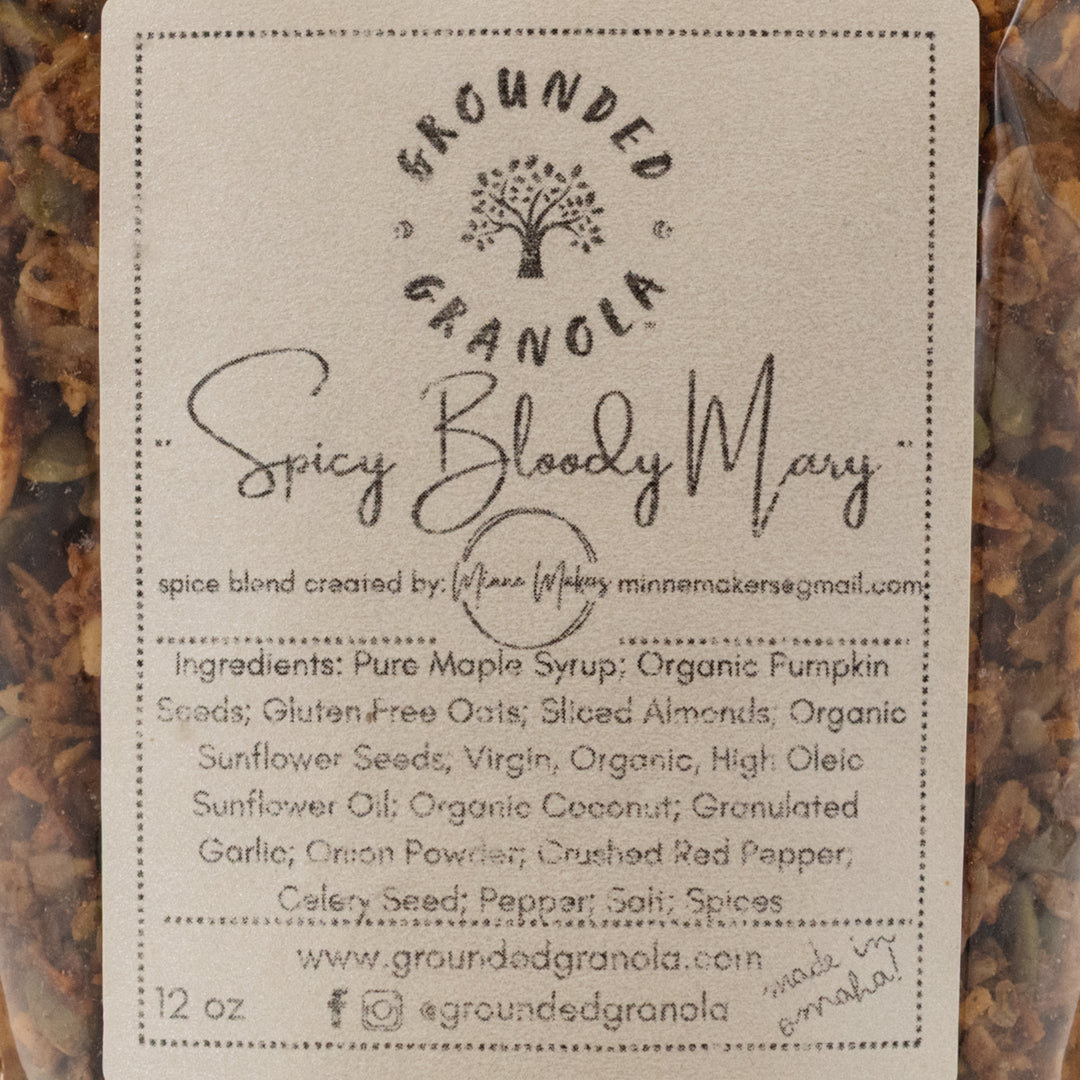 GROUNDED
GRANOLA
Spicy Bloody Mary
spice blend created by: Minne Makers minnemakers@gmail.com
Ingredients: Pure Maple Syrup; Organic Pumpkin
Seeds; Gluten Free Oats; Sliced Almonds; Organic
Sunflower Seeds; Virgin, Organic, High Oleic
Sunflower Oil; Organic Coconut; Granulated
Garlic; Onion Powder; Crushed Red Pepper;
Celery Seed; Pepper; Salt; Spices
www.groundedgranola.com
made in
omaha!
12 oz
@groundedgranola